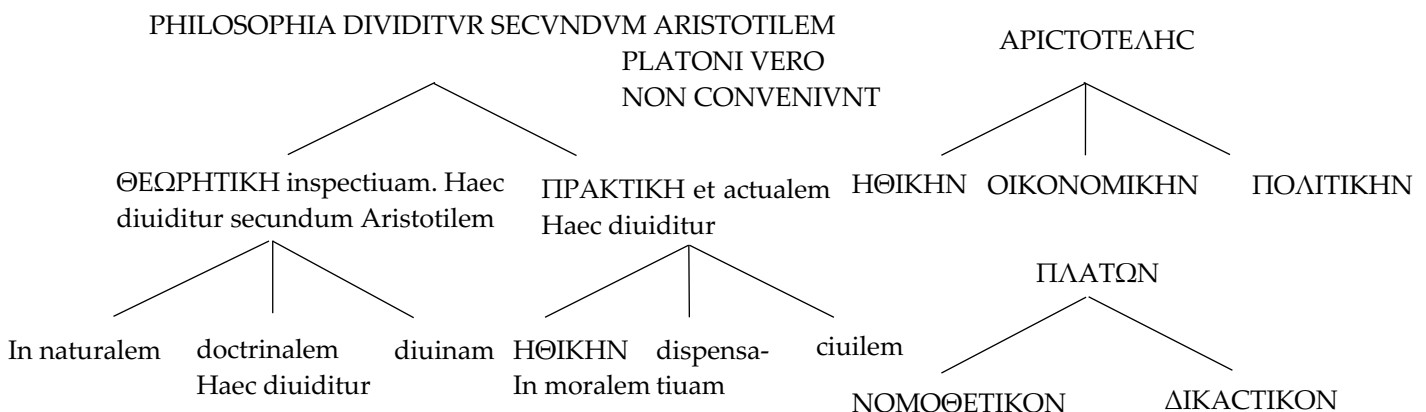 PHILOSOPHIA DIVIDITVR SECVNDVM ARISTOTILEM
PLATONI VERO
NON CONVENIVNT
ΘΕΩΡΗΤΙΚΗ inspectiuam. Haec
diuiditur secundum Aristotilem
ΠΡΑΚΤΙΚΗ et actualem
Haec diuiditur
In naturalem
doctrinalem
Haec diuiditur
diuinam
ΗΘΙΚΗΝ
In moralem
dispensa-
tiuam
ciuilem
ΑΡΙϹΤΟΤΕΛΗϹ
ΗΘΙΚΗΝ
ΟΙΚΟΝΟΜΙΚΗΝ
ΠΟΛΙΤΙΚΗΝ
ΠΛΑΤΩΝ
ΝΟΜΟΘΕΤΙΚΟΝ
ΔΙΚΑϹΤΙΚΟΝ